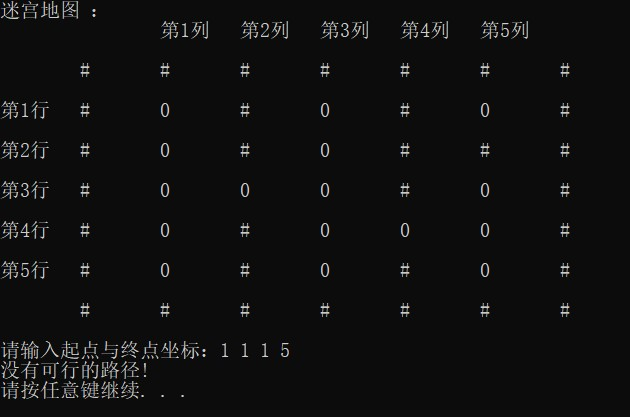 迷宫地图 :
第1列 第2列 第3列 第4列 第5列
# # # # # # #
第1行 # 0 # 0 # 0 #
第2行 # 0 # 0 # # #
第3行 # 0 0 0 # 0 #
第4行 # 0 # 0 0 0 #
第5行 # 0 # 0 # 0 #
# # # # # # #
请输入起点与终点坐标：1 1 1 5
没有可行的路径!
请按任意键继续. . .